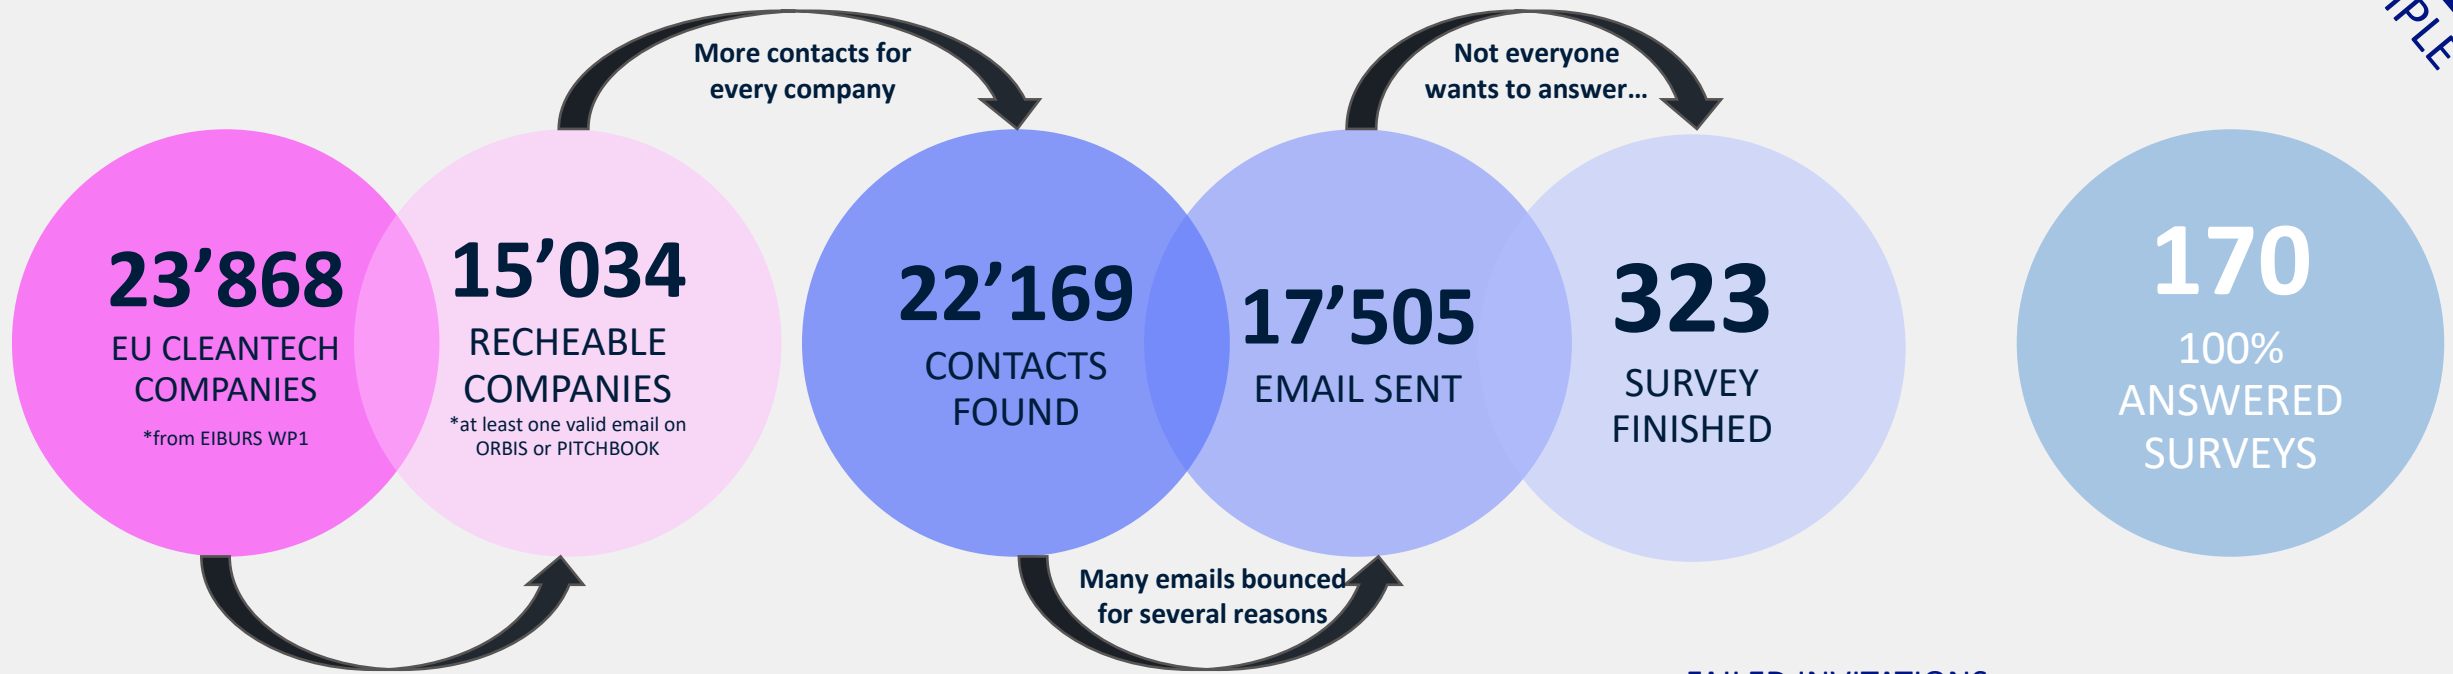 More contacts for
every company
Not everyone
wants to answer…
23’868
EU CLEANTECH
COMPANIES
*from EIBURS WP1
15’034
RECHEABLE
COMPANIES
*at least one valid email on
ORBIS or PITCHBOOK
22’169
CONTACTS
FOUND
17’505
EMAIL SENT
323
SURVEY
FINISHED
170
100%
ANSWERED
SURVEYS
Many emails bounced
for several reasons
FAILED INVITATIONS